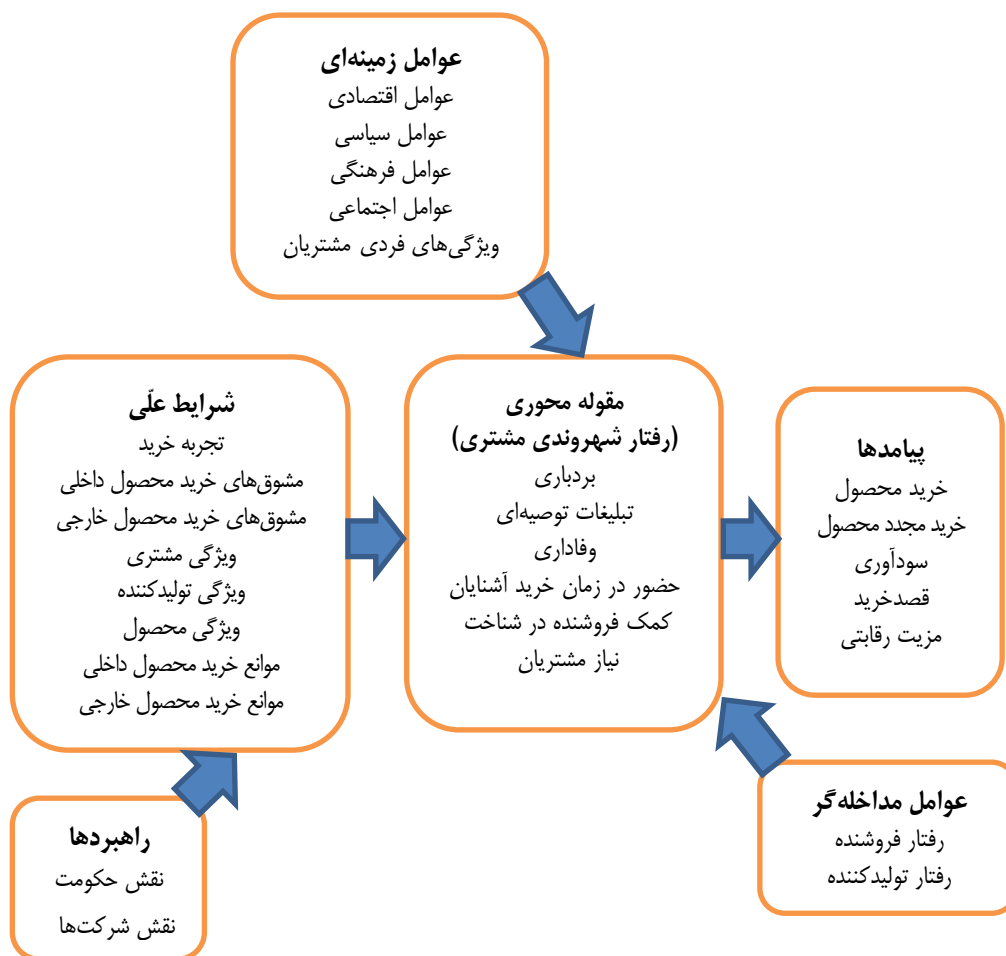 عوامل زمینه‌ای
عوامل اقتصادی
عوامل سیاسی
عوامل فرهنگی
عوامل اجتماعی
ویژگی‌های فردی مشتریان
شرایط علّی
تجربه خرید
مشوق‌های خرید محصول داخلی
مشوق‌های خرید محصول خارجی
ویژگی مشتری
ویژگی تولیدکننده
ویژگی محصول
موانع خرید محصول داخلی
موانع خرید محصول خارجی
مقوله محوری
(رفتار شهروندی مشتری)
بردباری
تبلیغات توصیه‌ای
وفاداری
حضور در زمان خرید آشنایان
کمک فروشنده در شناخت
نیاز مشتریان
پیامدها
خرید محصول
خرید مجدد محصول
سودآوری
قصدخرید
مزیت رقابتی
راهبردها
نقش حکومت
نقش شرکت‌ها
عوامل مداخله‌گر
رفتار فروشنده
رفتار تولیدکننده